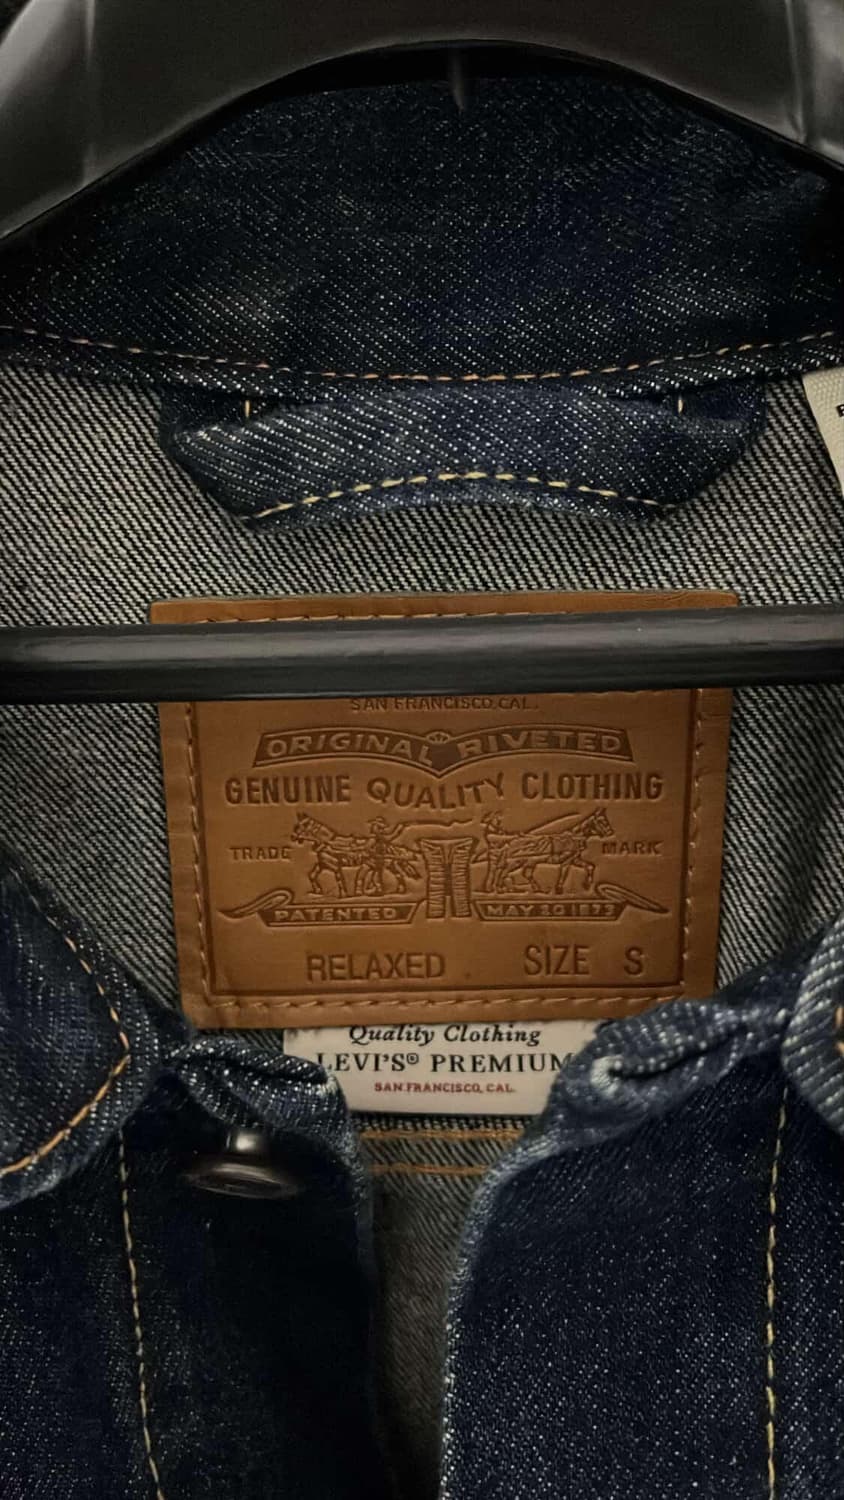 SAN FRANCISCO, CAL.
ORIGINAL RIVETED
GENUINE QUALITY CLOTHING
TRADE MARK
PATENTED MAY 20 1873
RELAXED SIZE S
Quality Clothing
LEVI'S® PREMIUM
SAN FRANCISCO, CAL.